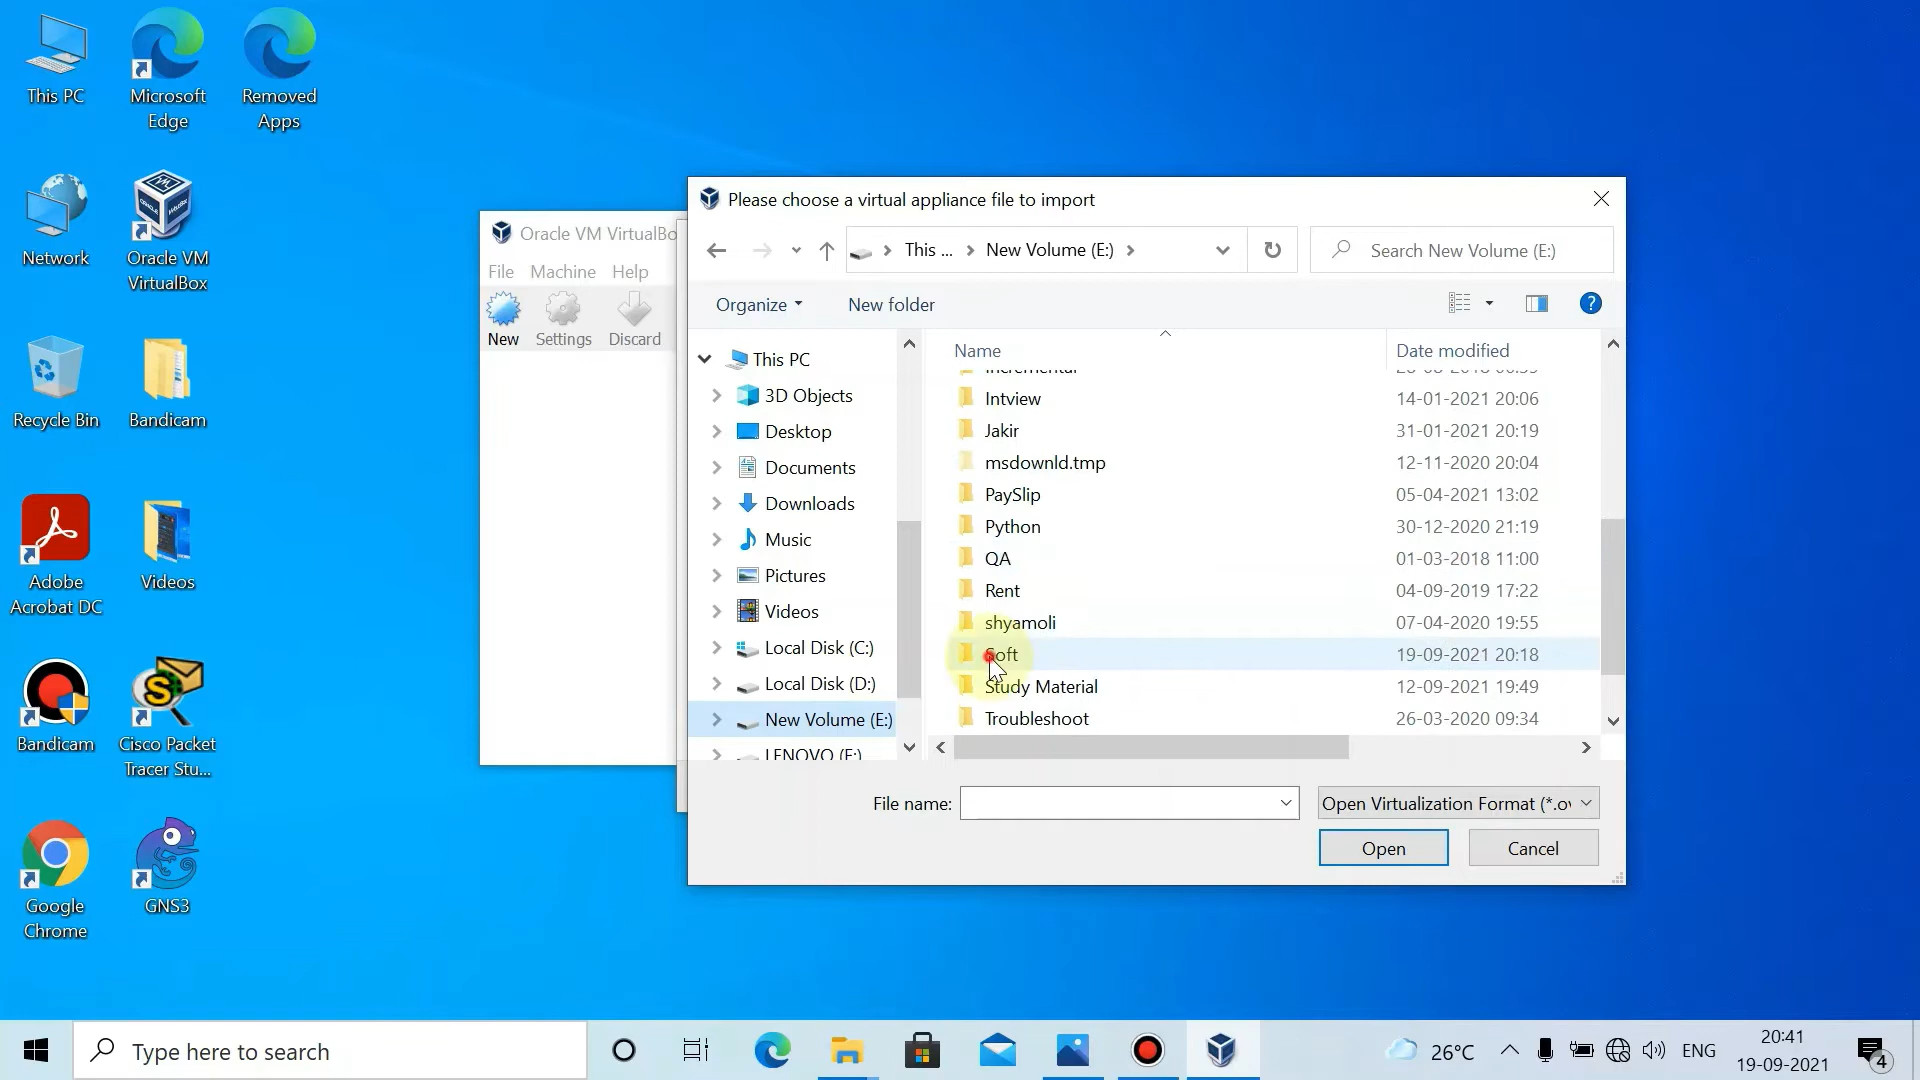 This PC
Microsoft
Edge
Removed
Apps
Network
Oracle VM
VirtualBox
Recycle Bin
Bandicam
Adobe
Acrobat DC
Videos
Bandicam
Cisco Packet
Tracer Stu...
Google
Chrome
GNS3
Oracle VM VirtualBo
File Machine Help
New Settings Discard
Please choose a virtual appliance file to import
This ... New Volume (E:)
Search New Volume (E:)
Organize New folder
This PC
3D Objects
Desktop
Documents
Downloads
Music
Pictures
Videos
Local Disk (C:)
Local Disk (D:)
New Volume (E:)
LENOVO (F:)
Name Date modified
Incremental
Intview 14-01-2021 20:06
Jakir 31-01-2021 20:19
msdownld.tmp 12-11-2020 20:04
PaySlip 05-04-2021 13:02
Python 30-12-2020 21:19
QA 01-03-2018 11:00
Rent 04-09-2019 17:22
shyamoli 07-04-2020 19:55
Soft 19-09-2021 20:18
Study Material 12-09-2021 19:49
Troubleshoot 26-03-2020 09:34
File name:
Open Virtualization Format (*.ov
Open Cancel
Type here to search
26°C
ENG
20:41
19-09-2021
4